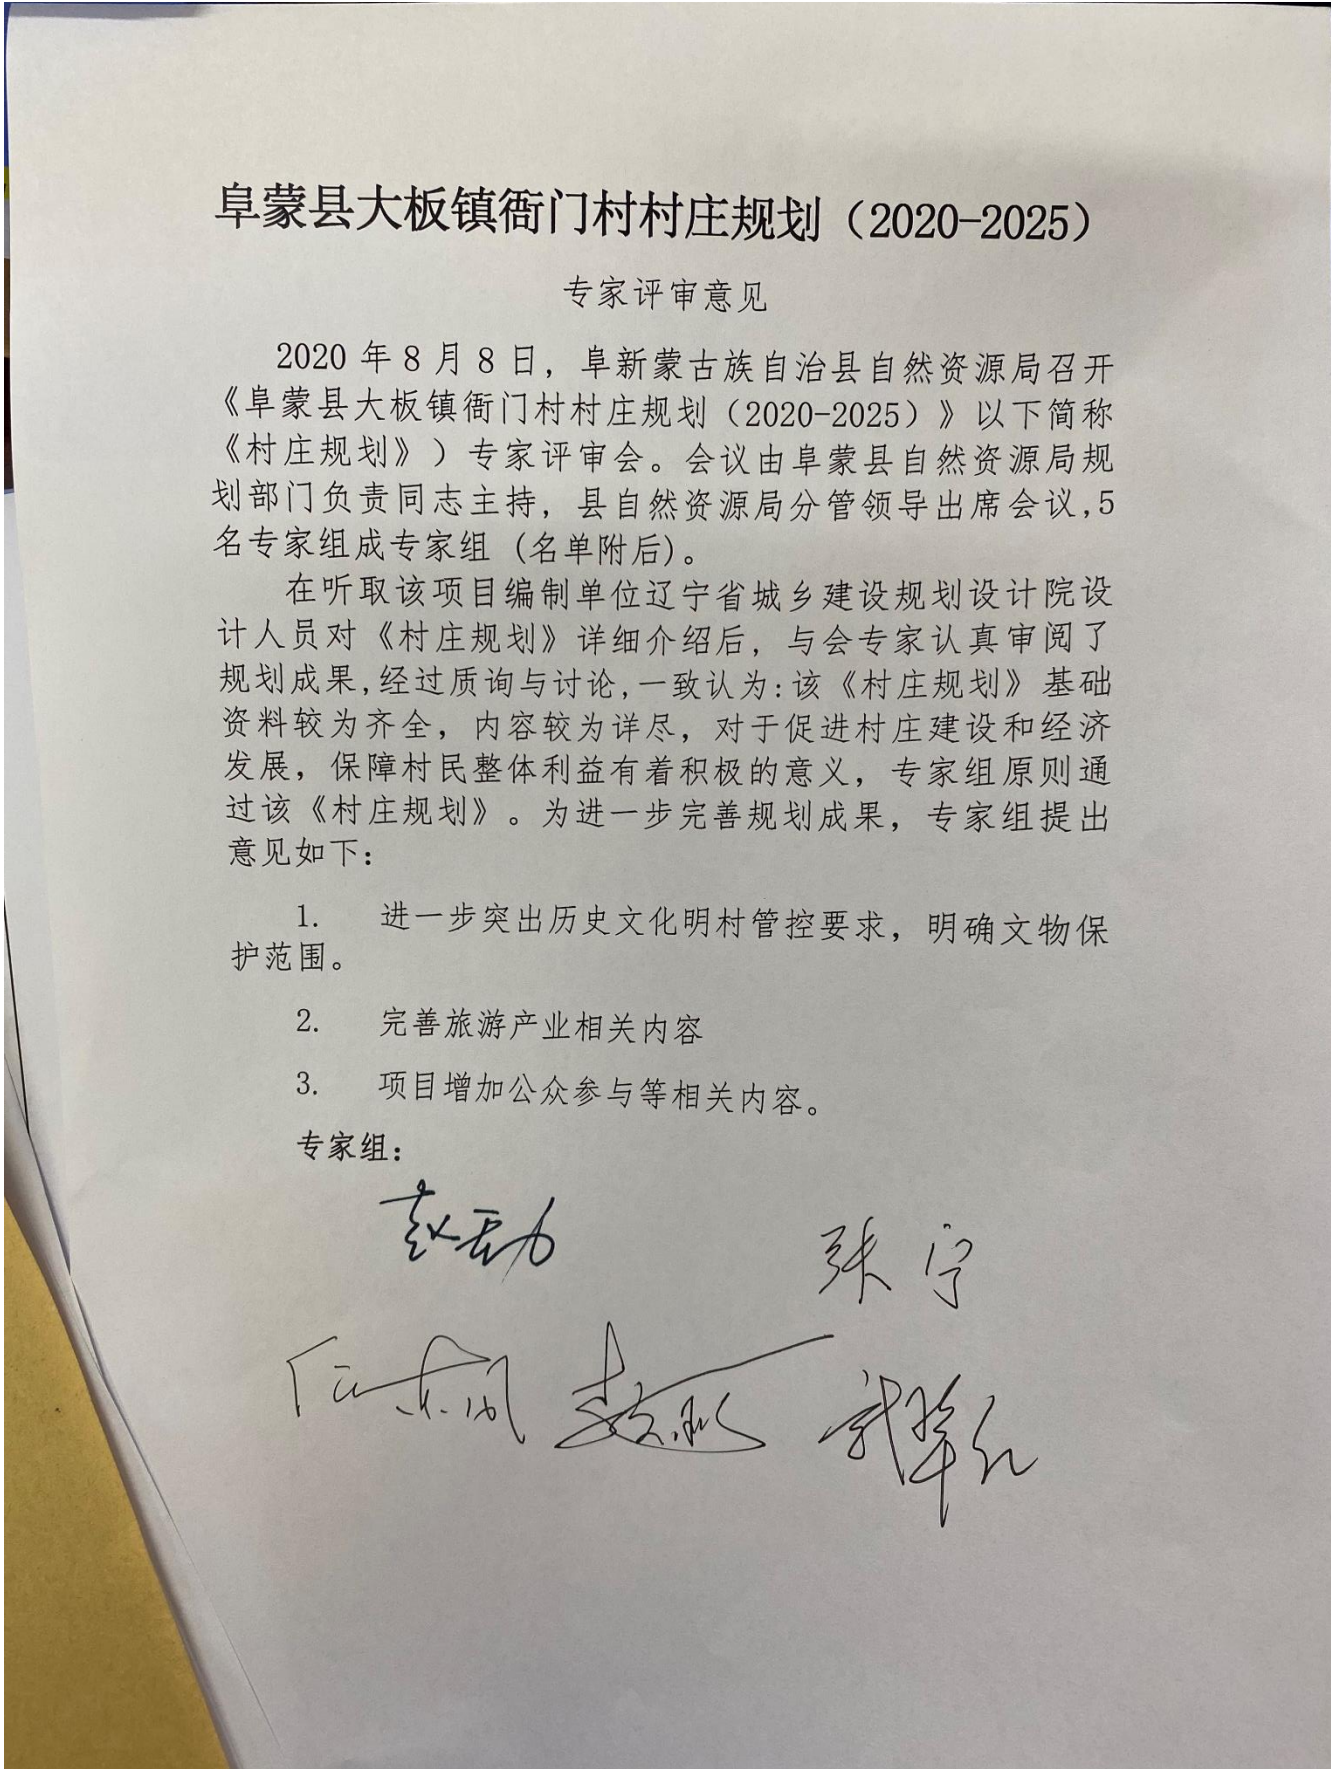 阜蒙县大板镇衙门村村庄规划（2020-2025）
专家评审意见
2020 年 8 月 8 日，阜新蒙古族自治县自然资源局召开
《阜蒙县大板镇衙门村村庄规划（2020-2025）》以下简称
《村庄规划》）专家评审会。会议由阜蒙县自然资源局规
划部门负责同志主持，县自然资源局分管领导出席会议,5
名专家组成专家组 (名单附后)。
在听取该项目编制单位辽宁省城乡建设规划设计院设
计人员对《村庄规划》详细介绍后，与会专家认真审阅了
规划成果,经过质询与讨论,一致认为:该《村庄规划》基础
资料较为齐全，内容较为详尽，对于促进村庄建设和经济
发展，保障村民整体利益有着积极的意义，专家组原则通
过该《村庄规划》。为进一步完善规划成果，专家组提出
意见如下：
1. 进一步突出历史文化明村管控要求，明确文物保
护范围。
2. 完善旅游产业相关内容
3. 项目增加公众参与等相关内容。
专家组：
张宁